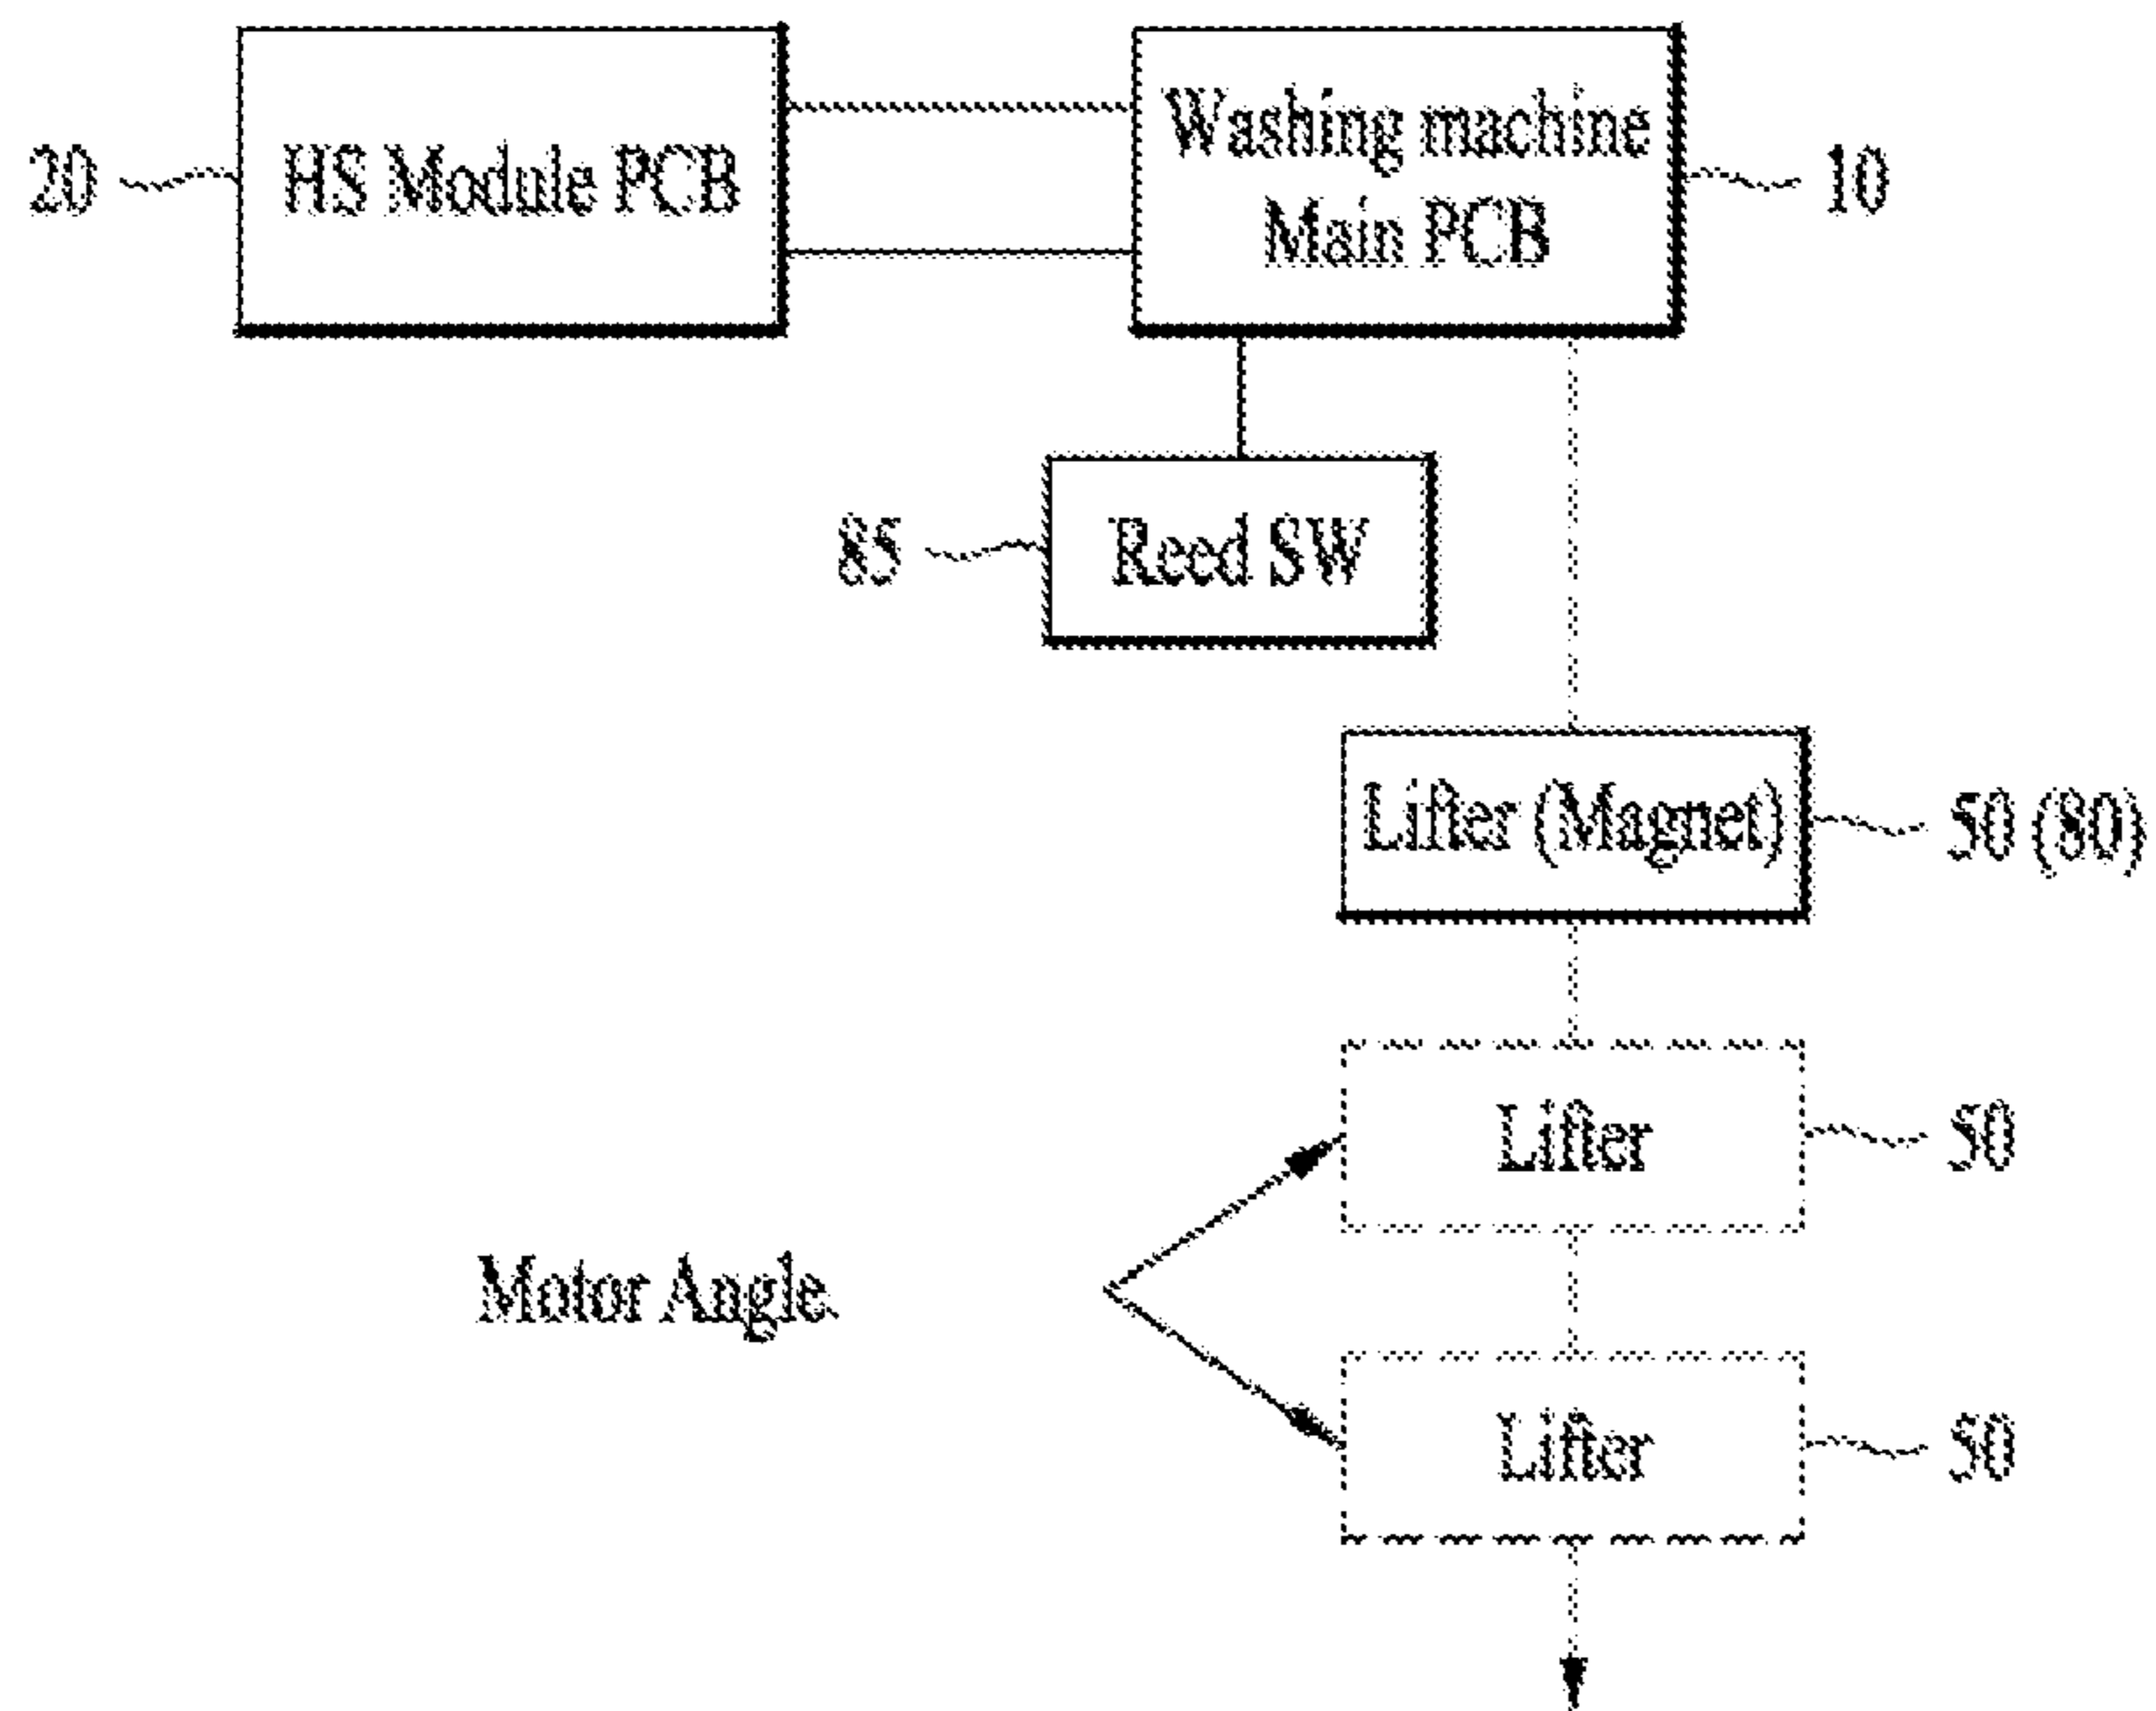 20
HS Module PCB
Washing machine
Main PCB
10
85
Reed SW
Lifter (Magnet)
50 (80)
Lifter
50
Motor Angle
Lifter
50